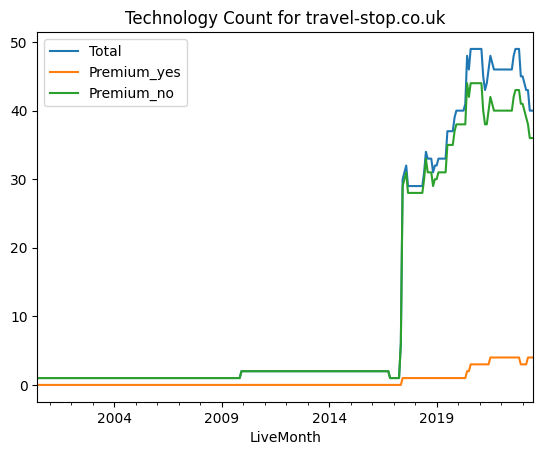 Technology Count for travel-stop.co.uk
Total
Premium_yes
Premium_no
50
40
30
20
10
0
2004 2009 2014 2019
LiveMonth